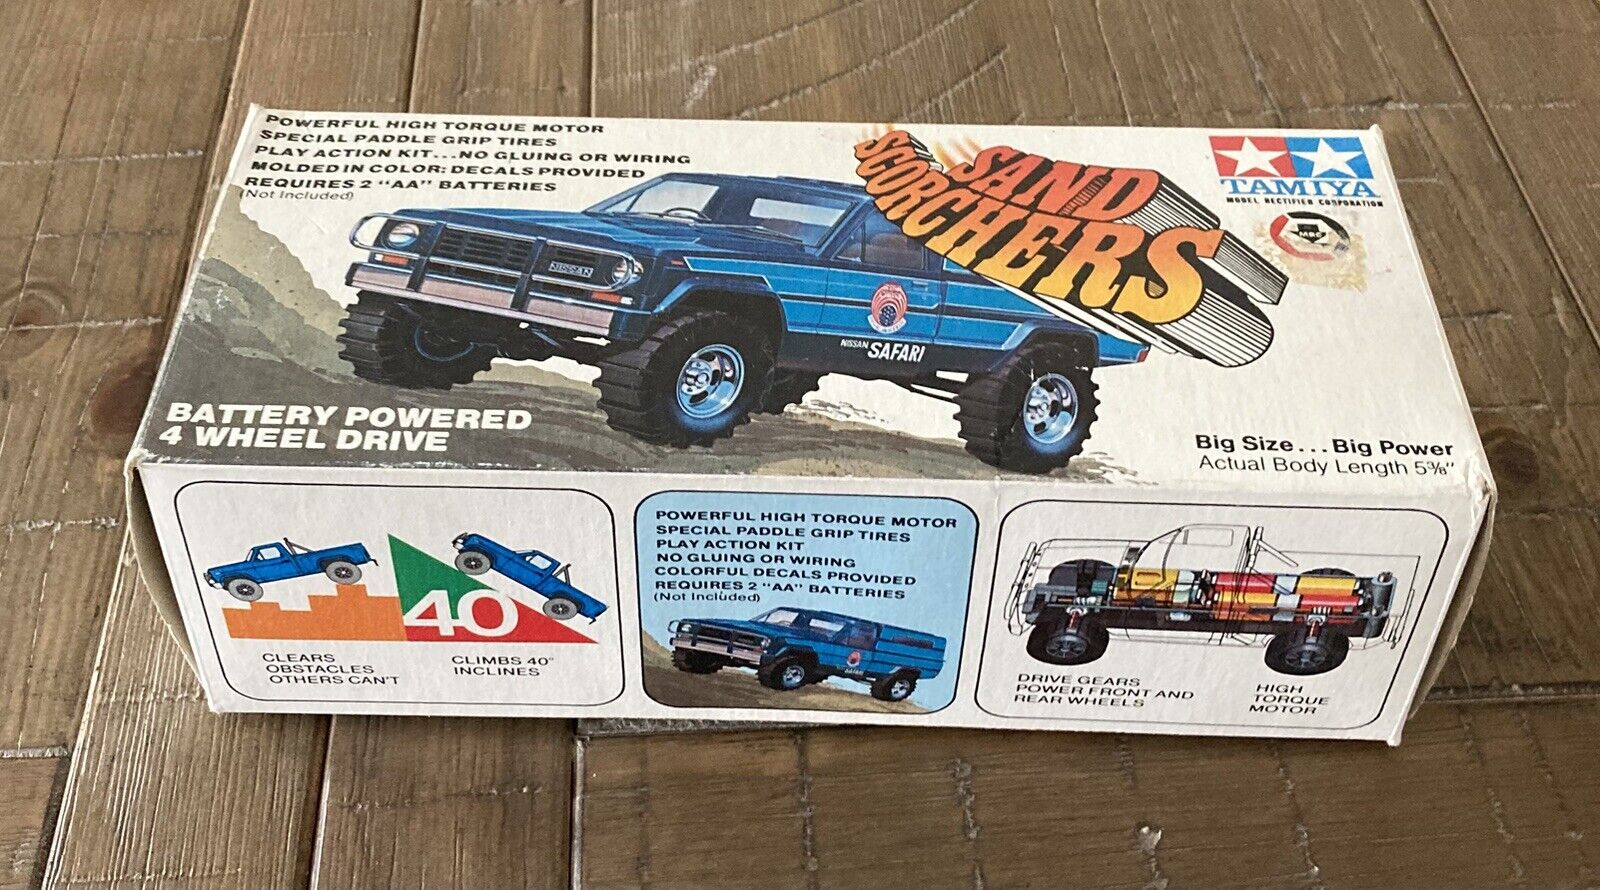 POWERFUL HIGH TORQUE MOTOR
SPECIAL PADDLE GRIP TIRES
PLAY ACTION KIT...NO GLUING OR WIRING
MOLDED IN COLOR: DECALS PROVIDED
REQUIRES 2 "AA" BATTERIES
(Not Included)
SAND
SCORCHERS
TAMIYA
MODEL RECTIFIER CORPORATION
MRC
NISSAN
NISSAN SAFARI
BATTERY POWERED
4 WHEEL DRIVE
Big Size...Big Power
Actual Body Length 5⅜"
40
CLEARS
OBSTACLES
OTHERS CAN'T
CLIMBS 40°
INCLINES
POWERFUL HIGH TORQUE MOTOR
SPECIAL PADDLE GRIP TIRES
PLAY ACTION KIT
NO GLUING OR WIRING
COLORFUL DECALS PROVIDED
REQUIRES 2 "AA" BATTERIES
(Not Included)
SAFARI
DRIVE GEARS
POWER FRONT AND
REAR WHEELS
HIGH
TORQUE
MOTOR